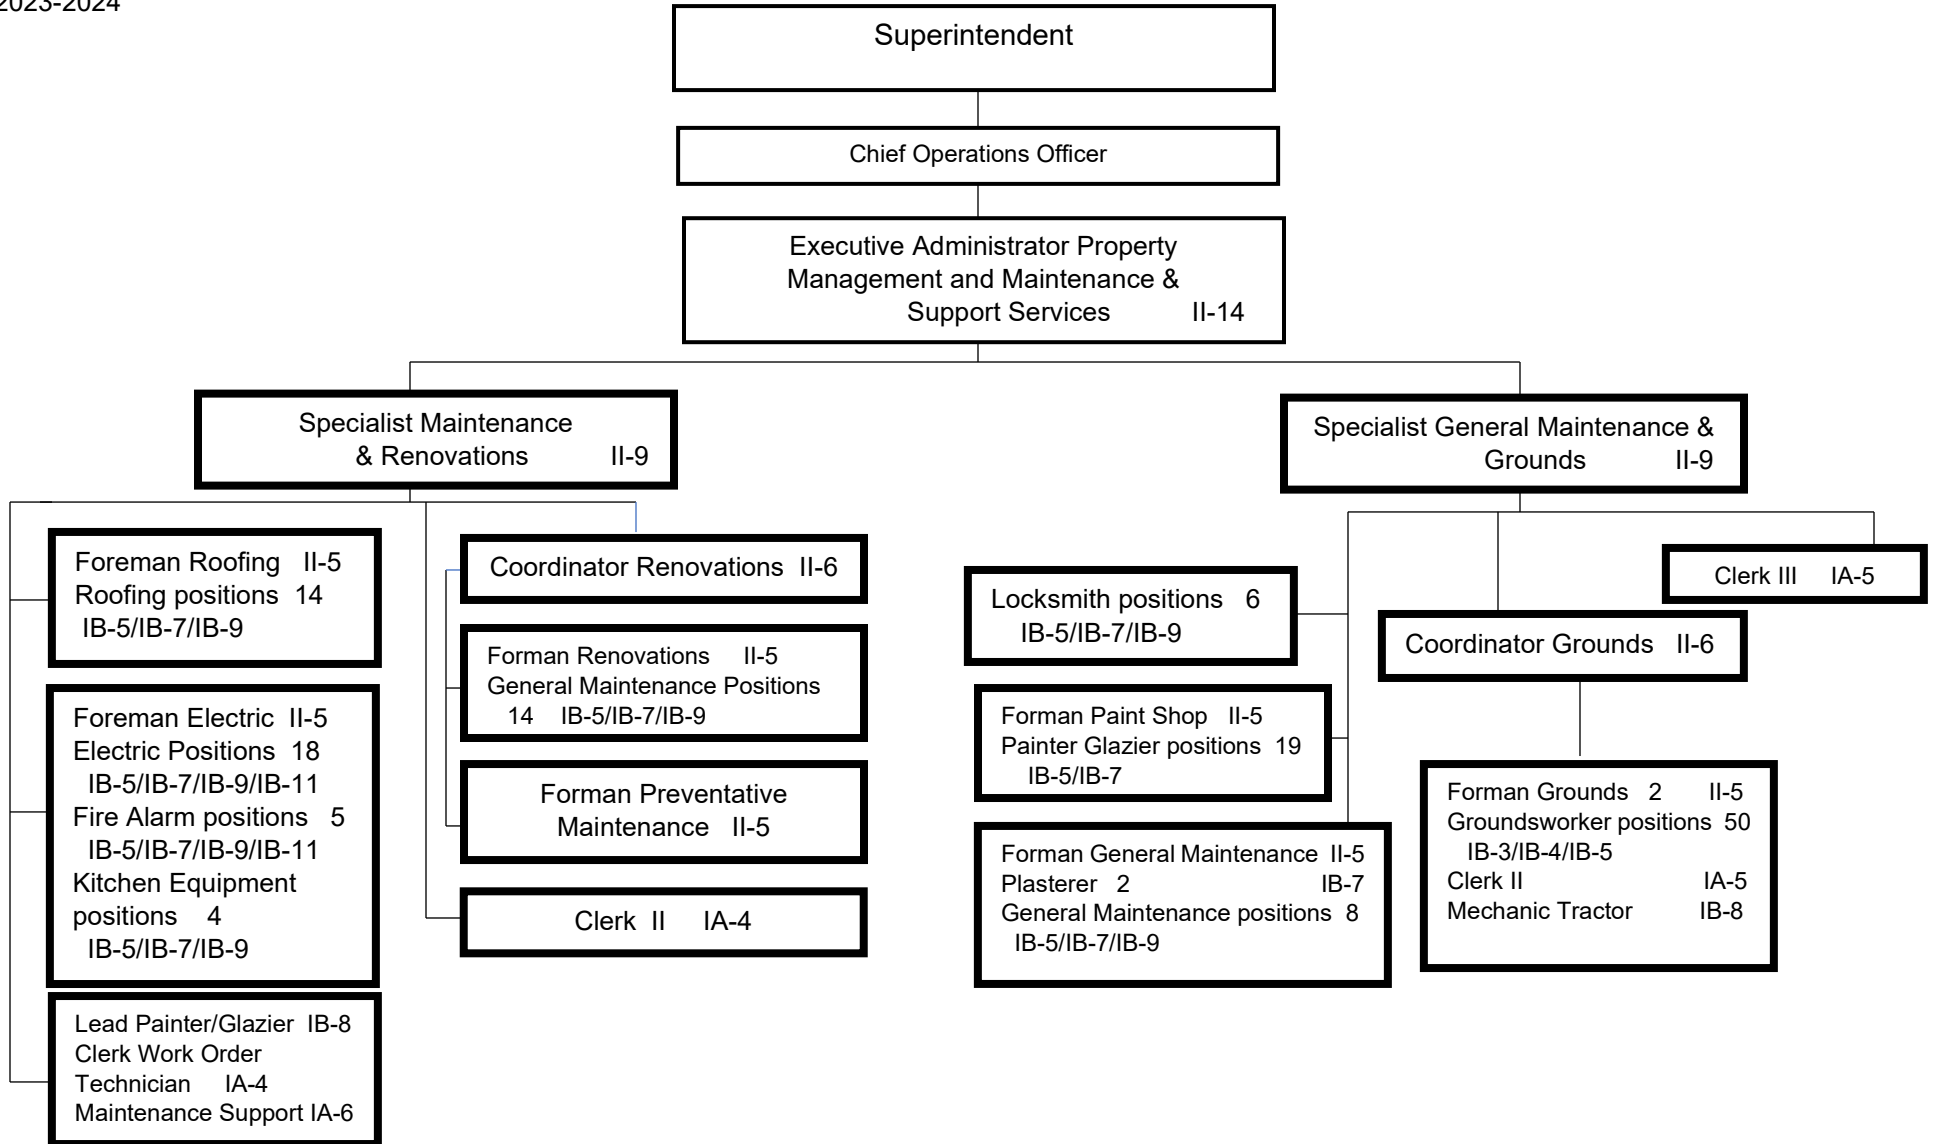 2023-2024
Superintendent
Chief Operations Officer
Executive Administrator Property
Management and Maintenance &
Support Services II-14
Specialist Maintenance
& Renovations II-9
Specialist General Maintenance &
Grounds II-9
Foreman Roofing II-5
Roofing positions 14
IB-5/IB-7/IB-9
Foreman Electric II-5
Electric Positions 18
IB-5/IB-7/IB-9/IB-11
Fire Alarm positions 5
IB-5/IB-7/IB-9/IB-11
Kitchen Equipment
positions 4
IB-5/IB-7/IB-9
Lead Painter/Glazier IB-8
Clerk Work Order
Technician IA-4
Maintenance Support IA-6
Coordinator Renovations II-6
Forman Renovations II-5
General Maintenance Positions
14 IB-5/IB-7/IB-9
Forman Preventative
Maintenance II-5
Clerk II IA-4
Locksmith positions 6
IB-5/IB-7/IB-9
Forman Paint Shop II-5
Painter Glazier positions 19
IB-5/IB-7
Forman General Maintenance II-5
Plasterer 2 IB-7
General Maintenance positions 8
IB-5/IB-7/IB-9
Clerk III IA-5
Coordinator Grounds II-6
Forman Grounds 2 II-5
Groundsworker positions 50
IB-3/IB-4/IB-5
Clerk II IA-5
Mechanic Tractor IB-8